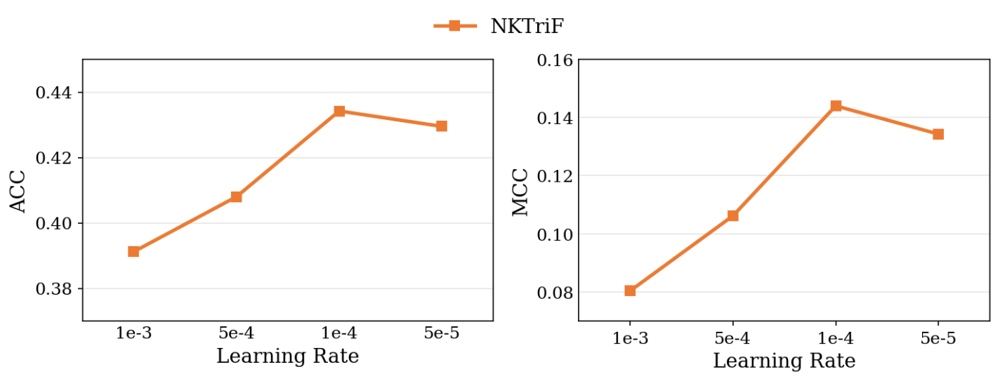 NKTriF
ACC
0.44
0.42
0.40
0.38
1e-3 5e-4 1e-4 5e-5
Learning Rate
MCC
0.16
0.14
0.12
0.10
0.08
1e-3 5e-4 1e-4 5e-5
Learning Rate